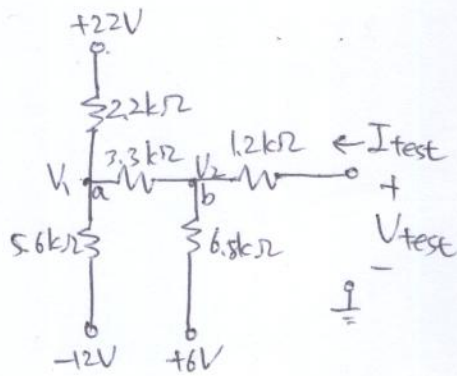 +22V
2.2kΩ
3.3kΩ
1.2kΩ
← Itest
V1
a
V2
b
+
Vtest
-
5.6kΩ
6.8kΩ
-12V
+6V